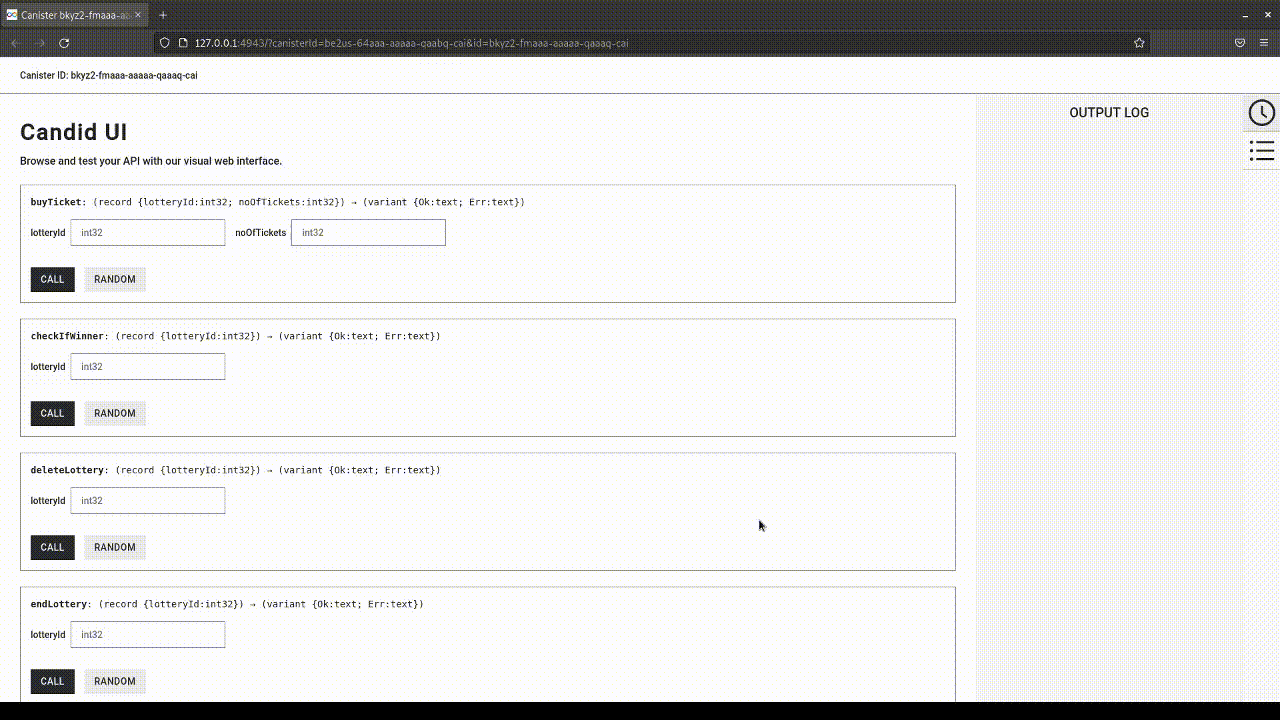 Canister bkyz2-fmaaa-aa
127.0.0.1:4943/?canisterId=be2us-64aaa-aaaaa-qaabq-cai&id=bkyz2-fmaaa-aaaaa-qaaaq-cai
Canister ID: bkyz2-fmaaa-aaaaa-qaaaq-cai
OUTPUT LOG
Candid UI
Browse and test your API with our visual web interface.
buyTicket: (record {lotteryId:int32; noOfTickets:int32}) → (variant {Ok:text; Err:text})
lotteryId int32 noOfTickets int32
CALL RANDOM
checkIfWinner: (record {lotteryId:int32}) → (variant {Ok:text; Err:text})
lotteryId int32
CALL RANDOM
deleteLottery: (record {lotteryId:int32}) → (variant {Ok:text; Err:text})
lotteryId int32
CALL RANDOM
endLottery: (record {lotteryId:int32}) → (variant {Ok:text; Err:text})
lotteryId int32
CALL RANDOM